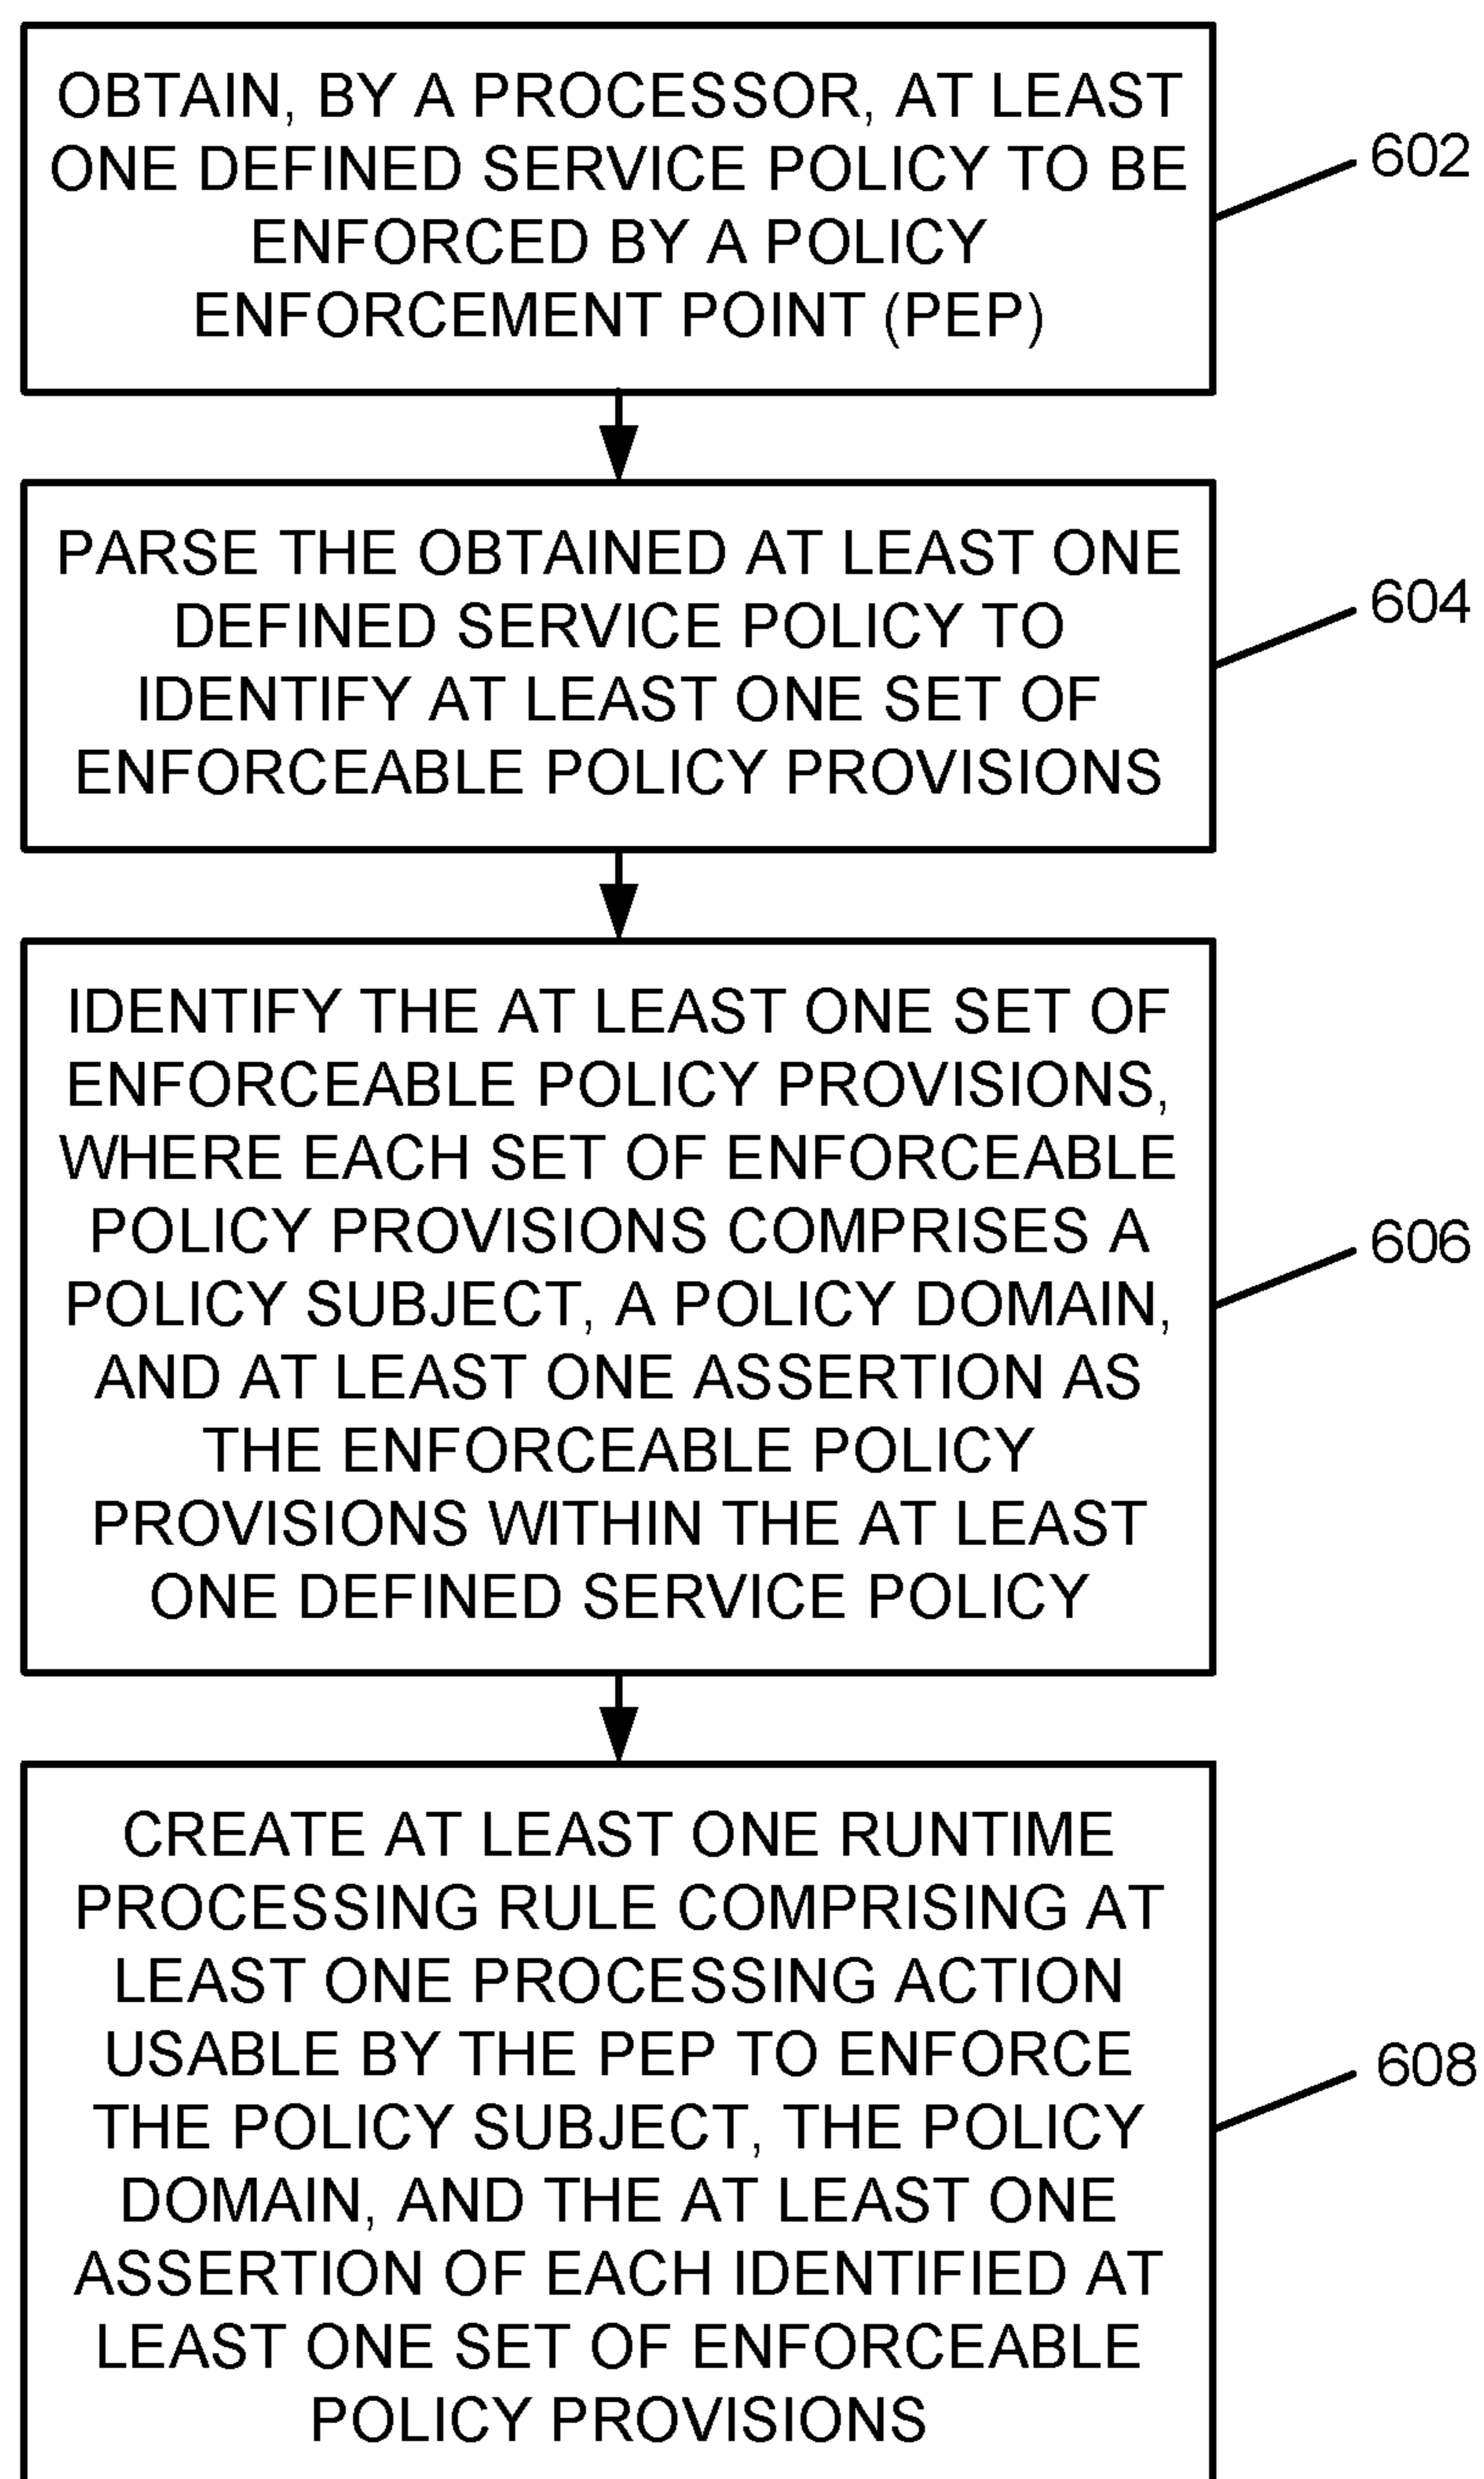 OBTAIN, BY A PROCESSOR, AT LEAST
ONE DEFINED SERVICE POLICY TO BE
ENFORCED BY A POLICY
ENFORCEMENT POINT (PEP)
602
PARSE THE OBTAINED AT LEAST ONE
DEFINED SERVICE POLICY TO
IDENTIFY AT LEAST ONE SET OF
ENFORCEABLE POLICY PROVISIONS
604
IDENTIFY THE AT LEAST ONE SET OF
ENFORCEABLE POLICY PROVISIONS,
WHERE EACH SET OF ENFORCEABLE
POLICY PROVISIONS COMPRISES A
POLICY SUBJECT, A POLICY DOMAIN,
AND AT LEAST ONE ASSERTION AS
THE ENFORCEABLE POLICY
PROVISIONS WITHIN THE AT LEAST
ONE DEFINED SERVICE POLICY
606
CREATE AT LEAST ONE RUNTIME
PROCESSING RULE COMPRISING AT
LEAST ONE PROCESSING ACTION
USABLE BY THE PEP TO ENFORCE
THE POLICY SUBJECT, THE POLICY
DOMAIN, AND THE AT LEAST ONE
ASSERTION OF EACH IDENTIFIED AT
LEAST ONE SET OF ENFORCEABLE
POLICY PROVISIONS
608